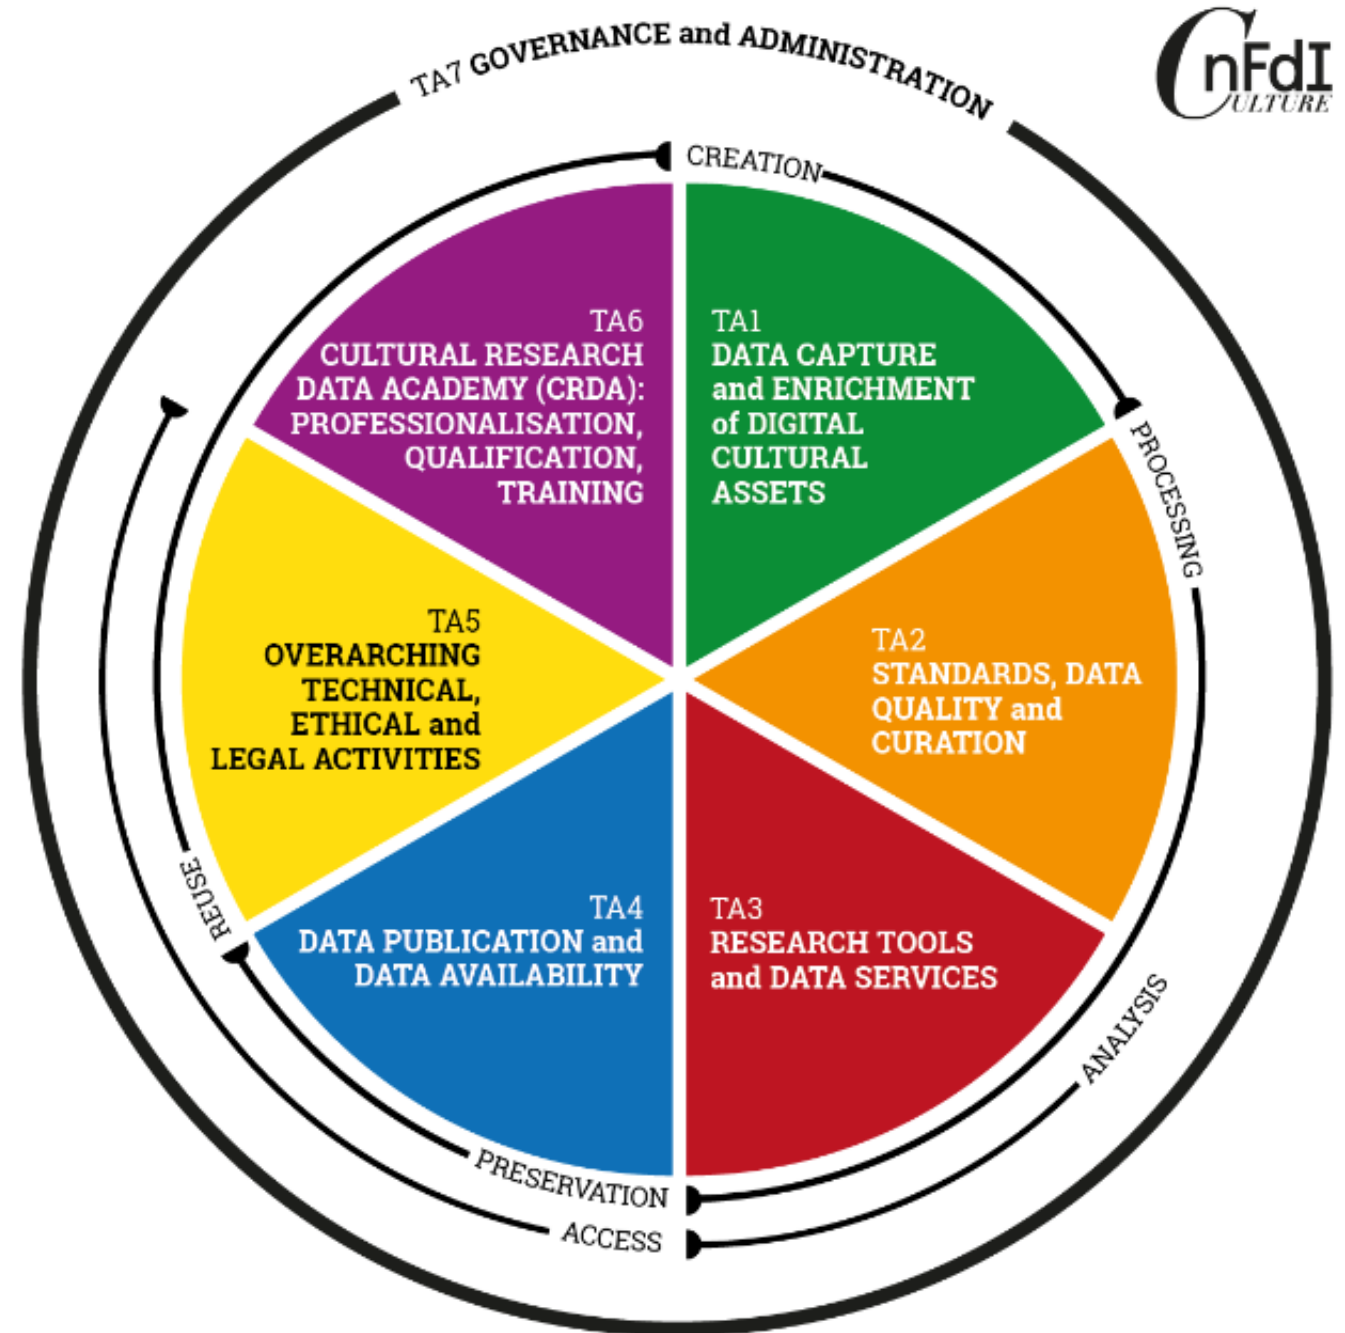 TA7 GOVERNANCE and ADMINISTRATION
CnFdI
CULTURE
CREATION
TA6
CULTURAL RESEARCH
DATA ACADEMY (CRDA):
PROFESSIONALISATION,
QUALIFICATION,
TRAINING
TA1
DATA CAPTURE
and ENRICHMENT
of DIGITAL
CULTURAL
ASSETS
PROCESSING
TA5
OVERARCHING
TECHNICAL,
ETHICAL and
LEGAL ACTIVITIES
TA2
STANDARDS, DATA
QUALITY and
CURATION
REUSE
TA4
DATA PUBLICATION and
DATA AVAILABILITY
TA3
RESEARCH TOOLS
and DATA SERVICES
ANALYSIS
PRESERVATION
ACCESS